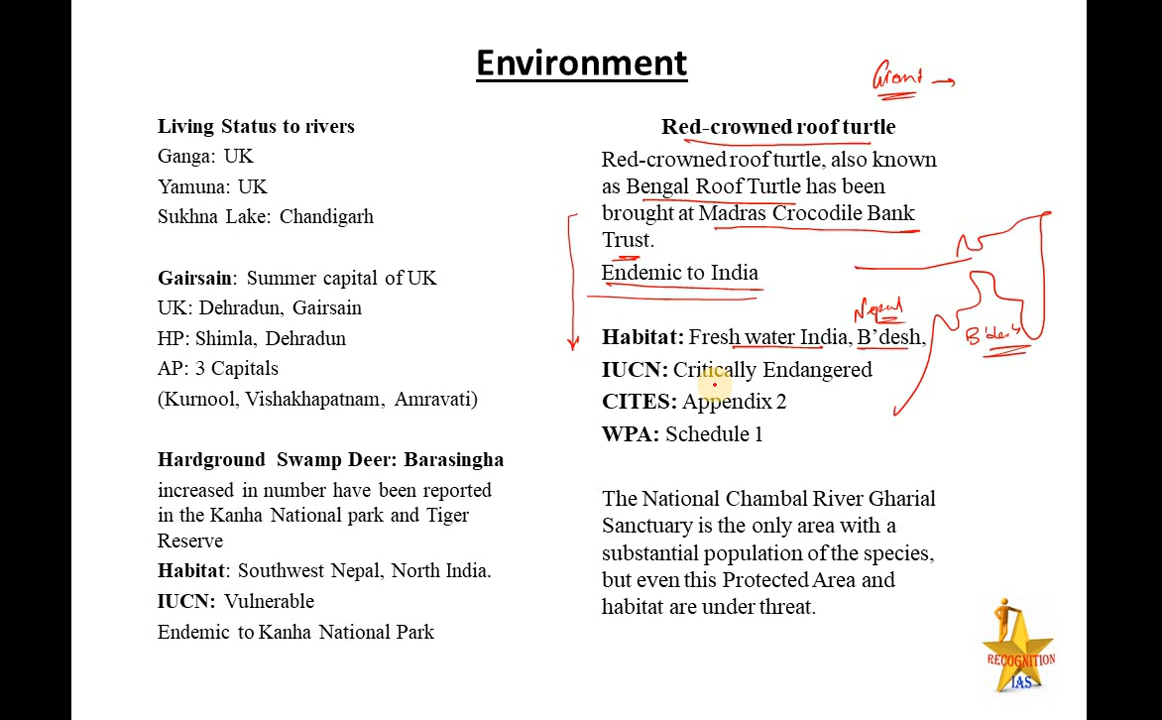 Environment
Giant
Living Status to rivers
Ganga: UK
Yamuna: UK
Sukhna Lake: Chandigarh
Gairsain: Summer capital of UK
UK: Dehradun, Gairsain
HP: Shimla, Dehradun
AP: 3 Capitals
(Kurnool, Vishakhapatnam, Amravati)
Hardground Swamp Deer: Barasingha
increased in number have been reported
in the Kanha National park and Tiger
Reserve
Habitat: Southwest Nepal, North India.
IUCN: Vulnerable
Endemic to Kanha National Park
Red-crowned roof turtle
Red-crowned roof turtle, also known
as Bengal Roof Turtle has been
brought at Madras Crocodile Bank
Trust.
Endemic to India
Nepal
B'desh
Habitat: Fresh water India, B’desh,
IUCN: Critically Endangered
CITES: Appendix 2
WPA: Schedule 1
The National Chambal River Gharial
Sanctuary is the only area with a
substantial population of the species,
but even this Protected Area and
habitat are under threat.
RECOGNITION
IAS